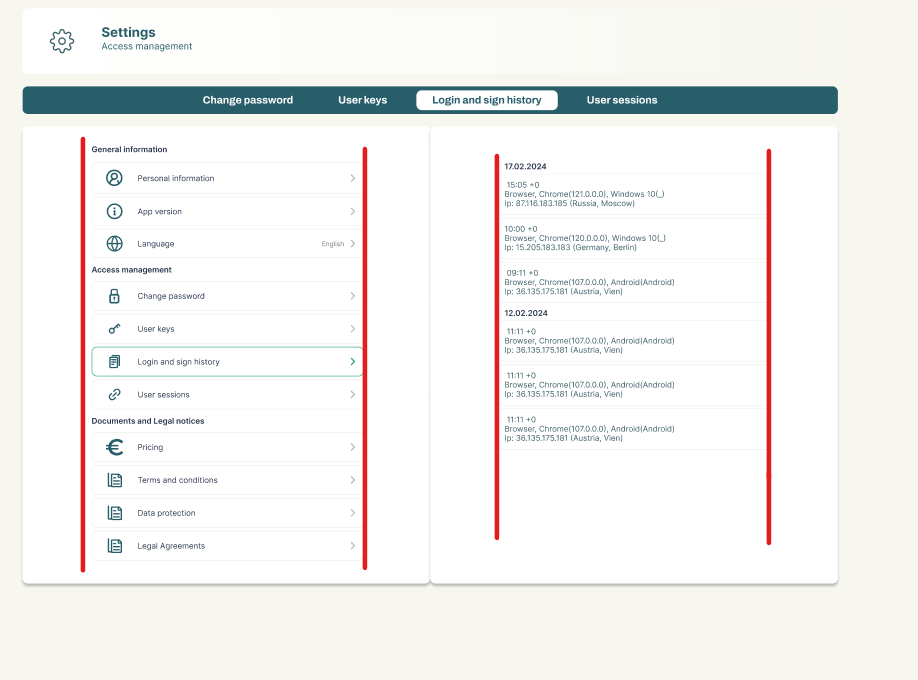 Settings
Access management
Change password
User keys
Login and sign history
User sessions
General information
Personal information
App version
Language
English
Access management
Change password
User keys
Login and sign history
User sessions
Documents and Legal notices
Pricing
Terms and conditions
Data protection
Legal Agreements
17.02.2024
15:05 +0
Browser, Chrome(121.0.0.0), Windows 10(_)
Ip: 87.116.183.185 (Russia, Moscow)
10:00 +0
Browser, Chrome(120.0.0.0), Windows 10(_)
Ip: 15.205.183.183 (Germany, Berlin)
09:11 +0
Browser, Chrome(107.0.0.0), Android(Android)
Ip: 36.135.175.181 (Austria, Vien)
12.02.2024
11:11 +0
Browser, Chrome(107.0.0.0), Android(Android)
Ip: 36.135.175.181 (Austria, Vien)
11:11 +0
Browser, Chrome(107.0.0.0), Android(Android)
Ip: 36.135.175.181 (Austria, Vien)
11:11 +0
Browser, Chrome(107.0.0.0), Android(Android)
Ip: 36.135.175.181 (Austria, Vien)